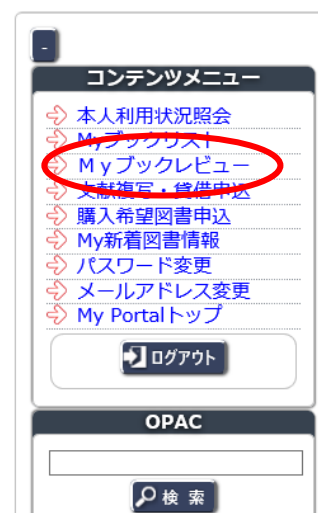 -
コンテンツメニュー
本人利用状況照会
Myブックリスト
Ｍｙブックレビュー
文献複写・貸借申込
購入希望図書申込
My新着図書情報
パスワード変更
メールアドレス変更
My Portalトップ
ログアウト
OPAC
検 索